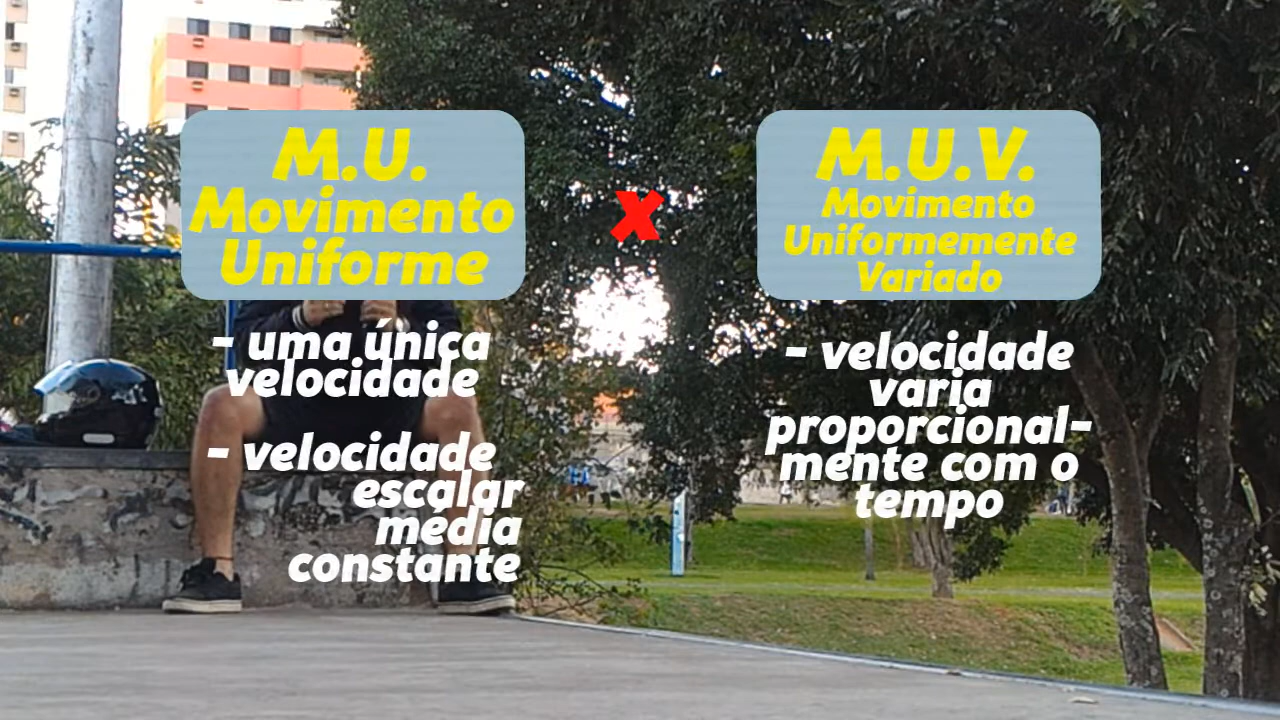 M.U.
Movimento
Uniforme
- uma única
velocidade
- velocidade
escalar
média
constante
X
M.U.V.
Movimento
Uniformemente
Variado
- velocidade
varia
proporcional-
mente com o
tempo